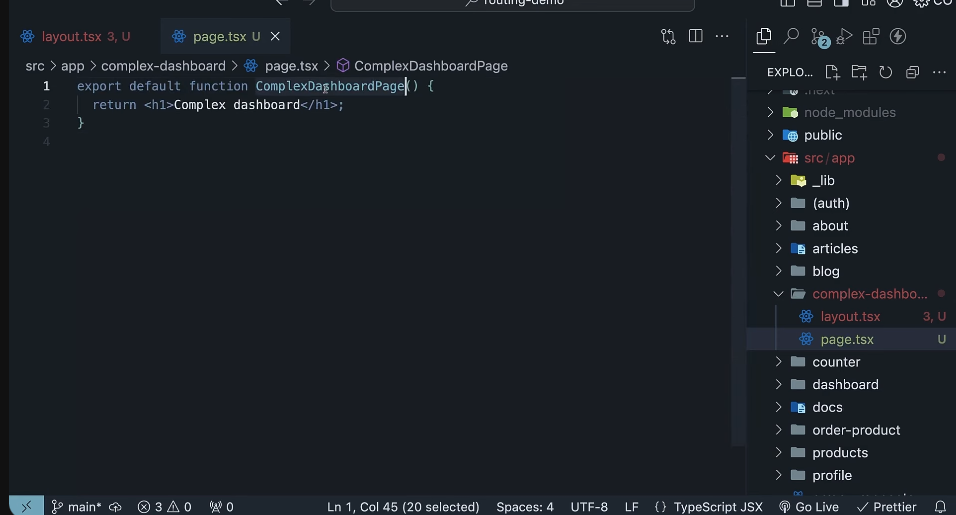 routing-demo
layout.tsx 3, U
page.tsx U
src > app > complex-dashboard > page.tsx > ComplexDashboardPage
1 export default function ComplexDashboardPage() {
2 return <h1>Complex dashboard</h1>;
3 }
4
2
EXPLO...
.next
node_modules
public
src/app
_lib
(auth)
about
articles
blog
complex-dashbo...
layout.tsx 3, U
page.tsx U
counter
dashboard
docs
order-product
products
profile
main* 3 0 0 Ln 1, Col 45 (20 selected) Spaces: 4 UTF-8 LF {} TypeScript JSX Go Live Prettier